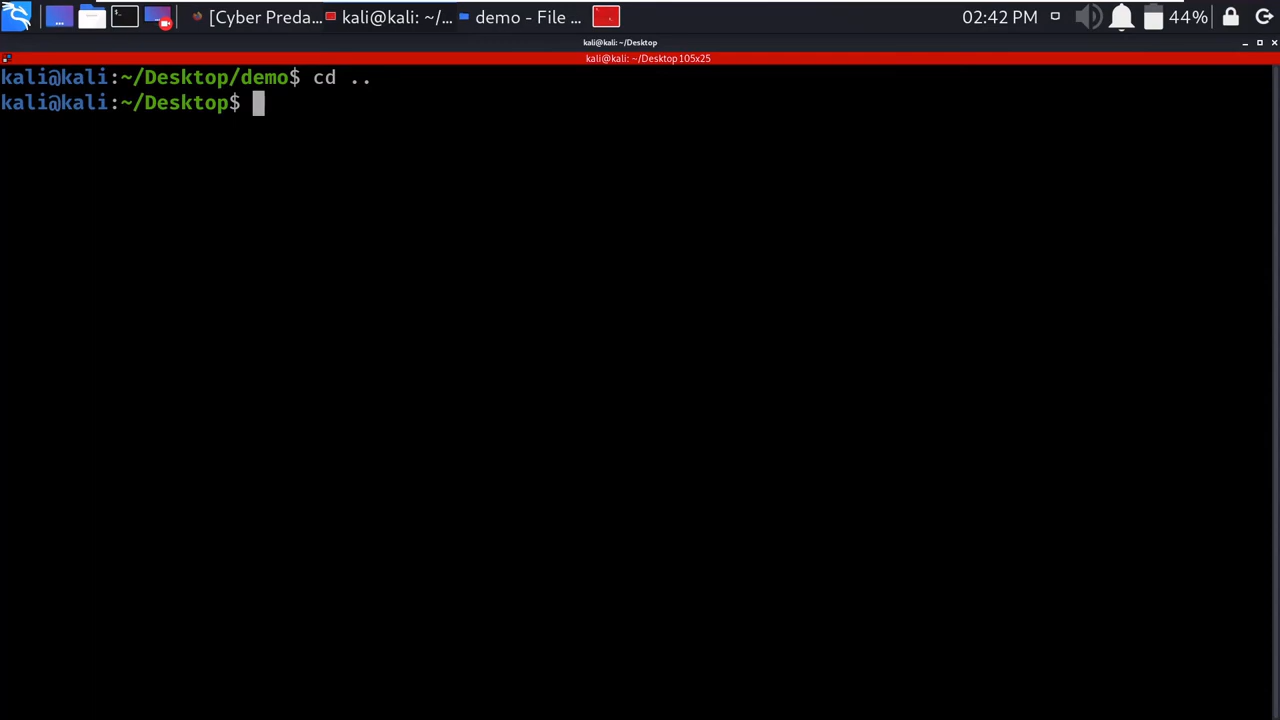 [Cyber Preda... kali@kali: ~/... demo - File ... 02:42 PM 44%
kali@kali: ~/Desktop
kali@kali: ~/Desktop 105x25
kali@kali:~/Desktop/demo$ cd ..
kali@kali:~/Desktop$